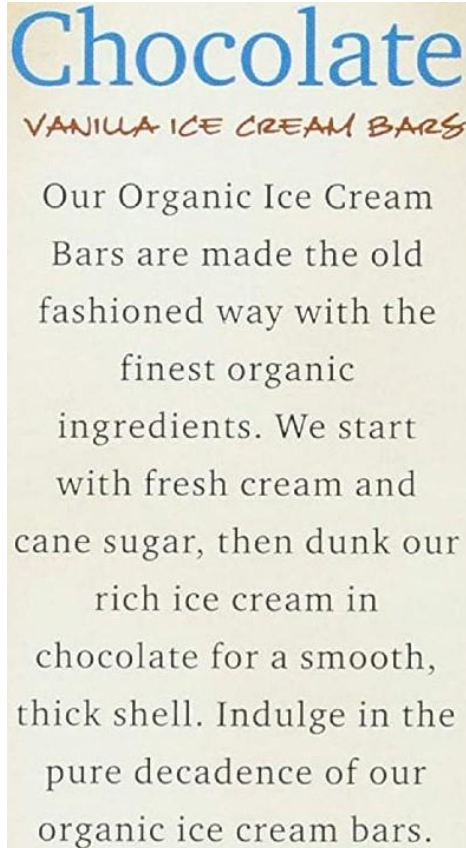 Chocolate
VANILLA ICE CREAM BARS
Our Organic Ice Cream
Bars are made the old
fashioned way with the
finest organic
ingredients. We start
with fresh cream and
cane sugar, then dunk our
rich ice cream in
chocolate for a smooth,
thick shell. Indulge in the
pure decadence of our
organic ice cream bars.